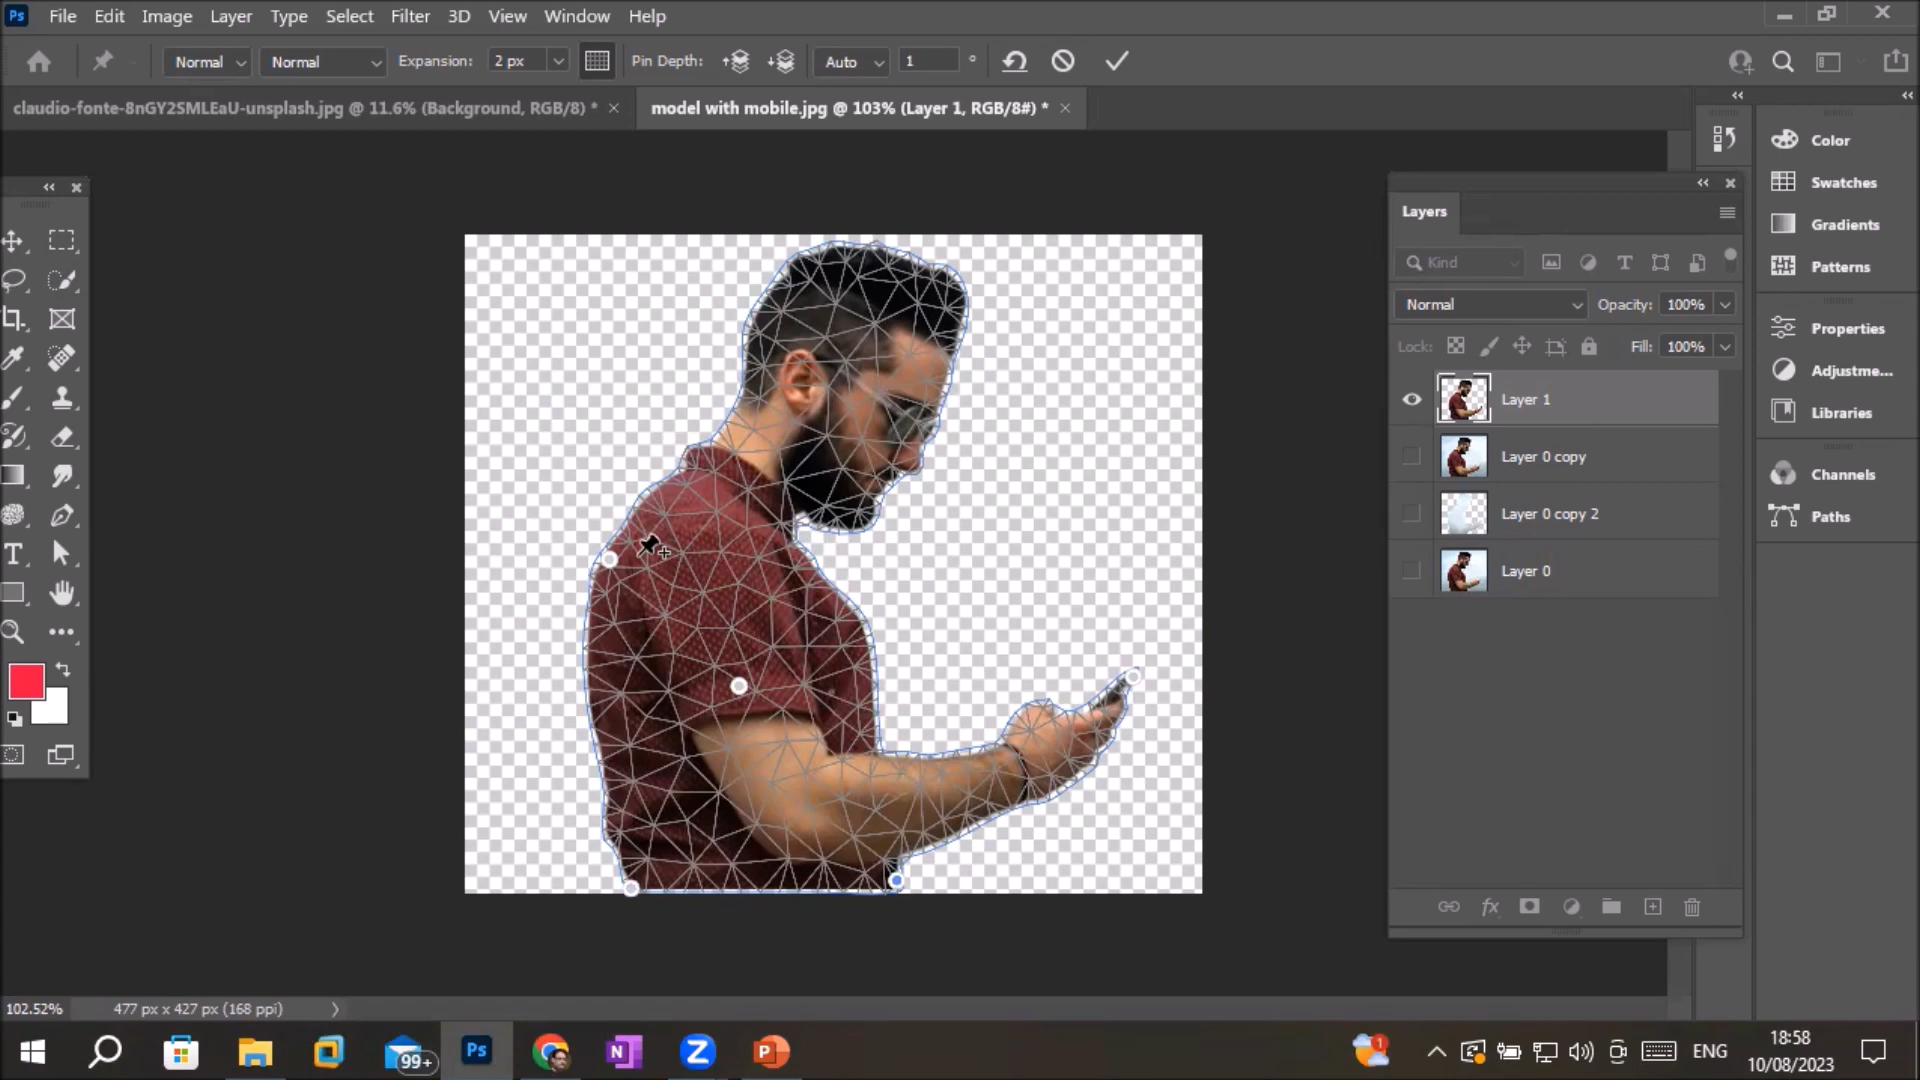 Ps File Edit Image Layer Type Select Filter 3D View Window Help
Normal Normal Expansion: 2 px Pin Depth: Auto 1 °
claudio-fonte-8nGY2SMLEaU-unsplash.jpg @ 11.6% (Background, RGB/8) *
model with mobile.jpg @ 103% (Layer 1, RGB/8#) *
Color
Swatches
Gradients
Patterns
Properties
Adjustme...
Libraries
Channels
Paths
Layers
Kind
Normal Opacity: 100%
Lock: Fill: 100%
Layer 1
Layer 0 copy
Layer 0 copy 2
Layer 0
fx
102.52% 477 px x 427 px (168 ppi)
99+ Ps N Z P 1 ENG
18:58
10/08/2023